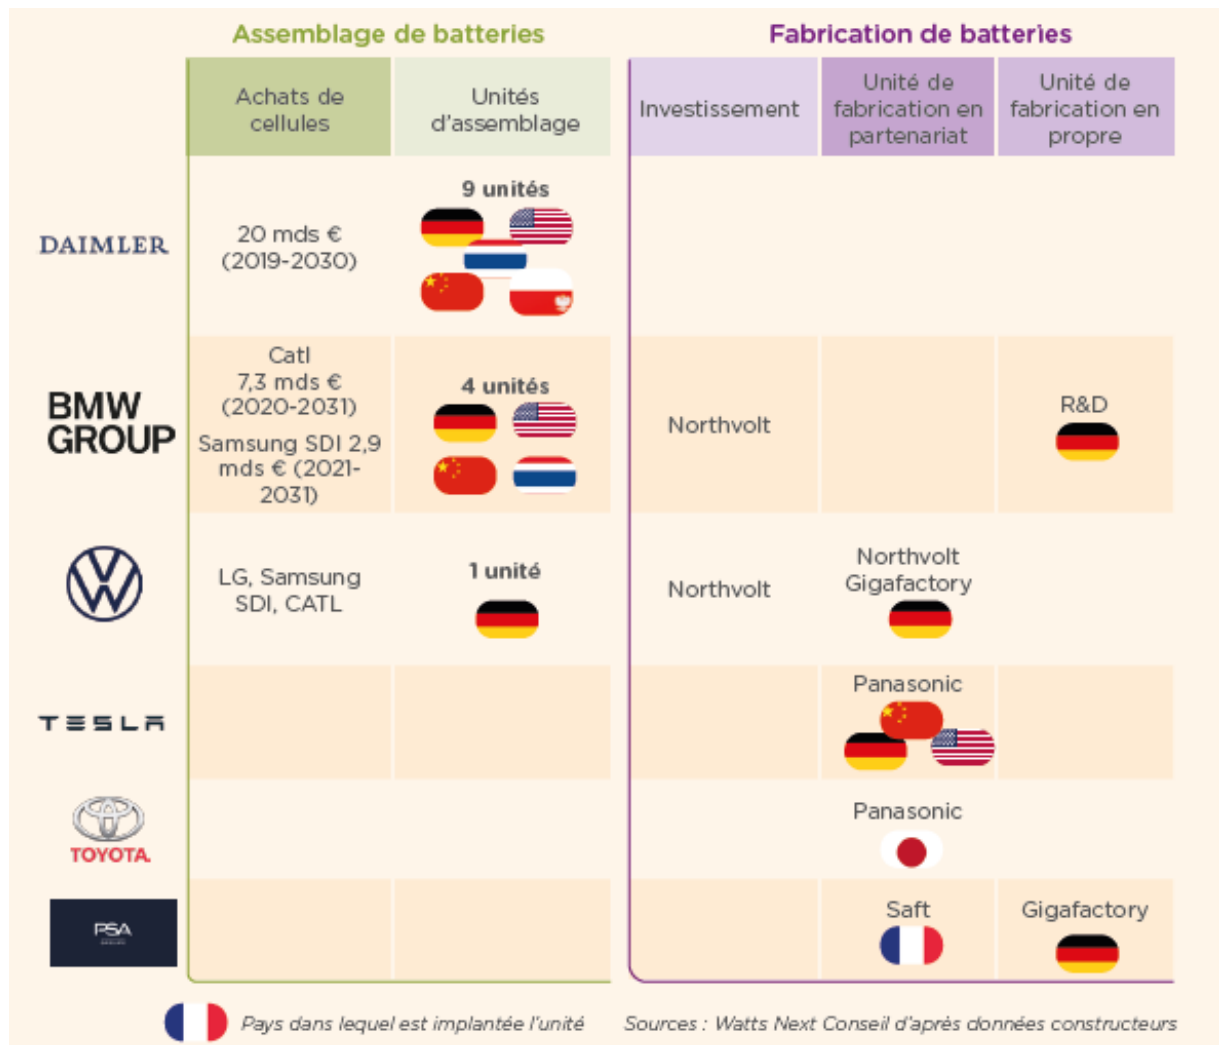 Assemblage de batteries
Fabrication de batteries
Achats de
cellules
Unités
d'assemblage
Investissement
Unité de
fabrication en
partenariat
Unité de
fabrication en
propre
DAIMLER
20 mds €
(2019-2030)
9 unités
BMW
GROUP
Catl
7,3 mds €
(2020-2031)
Samsung SDI 2,9
mds € (2021-
2031)
4 unités
Northvolt
R&D
LG, Samsung
SDI, CATL
1 unité
Northvolt
Northvolt
Gigafactory
TESLA
Panasonic
TOYOTA
Panasonic
PSA
Saft
Gigafactory
Pays dans lequel est implantée l'unité
Sources : Watts Next Conseil d'après données constructeurs